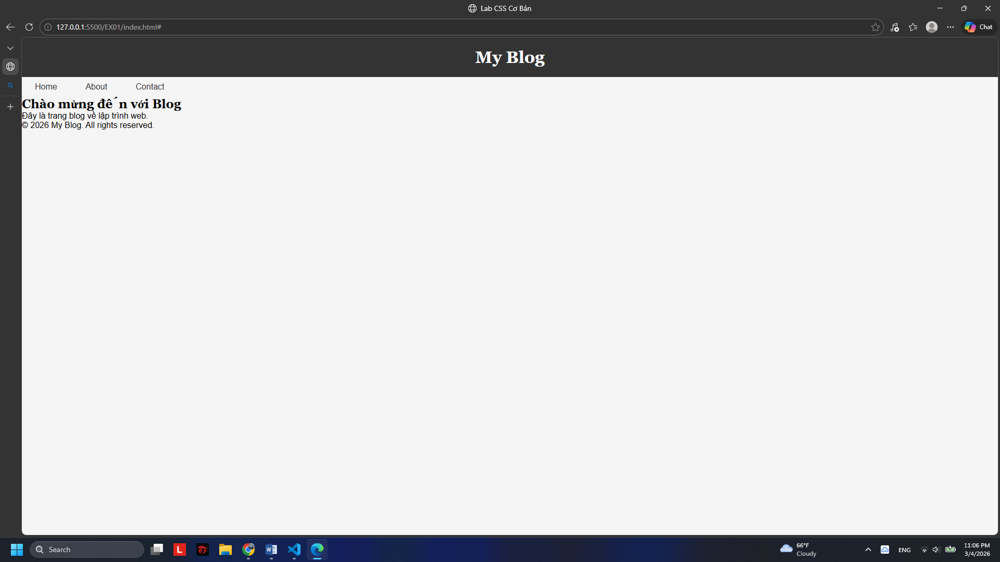 Lab CSS Cơ Bản
127.0.0.1:5500/EX01/index.html#
Chat
My Blog
Home About Contact
Chào mừng đến với Blog
Đây là trang blog về lập trình web.
© 2026 My Blog. All rights reserved.
Search
L
W
66°F
Cloudy
ENG
11:06 PM
3/4/2026